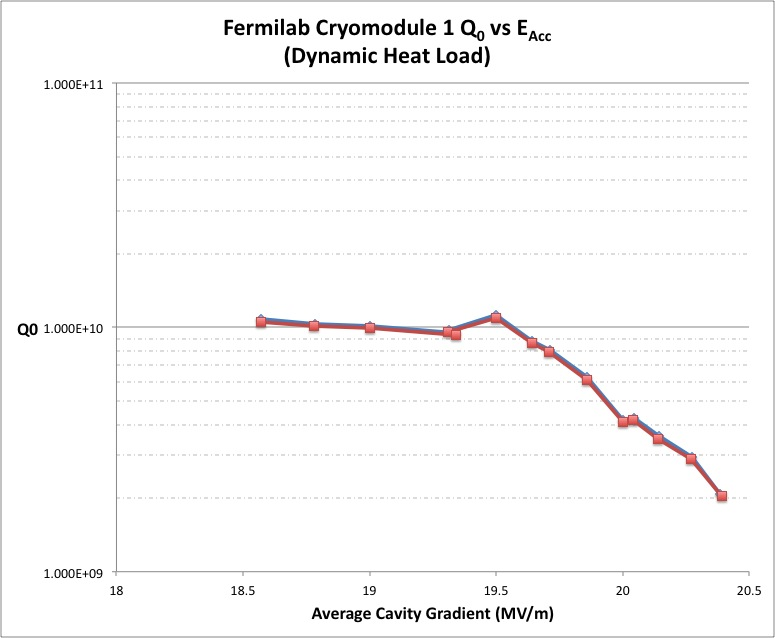 Fermilab Cryomodule 1 Q0 vs EAcc
(Dynamic Heat Load)
1.000E+11
Q0 1.000E+10
1.000E+09
18 18.5 19 19.5 20 20.5
Average Cavity Gradient (MV/m)